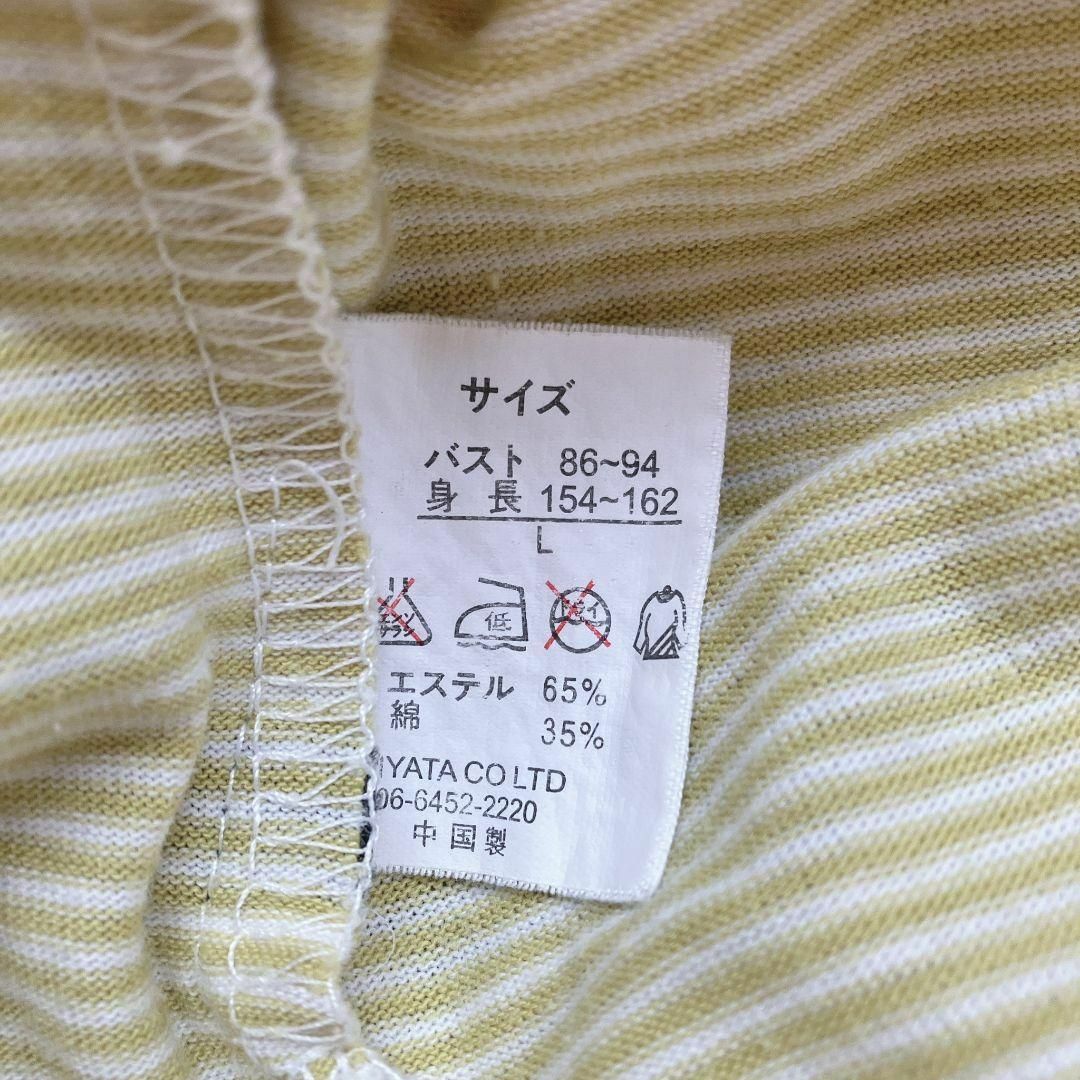 サイズ
バスト 86~94
身長 154~162
L
低
エステル 65%
綿 35%
IYATA CO LTD
06-6452-2220
中国製